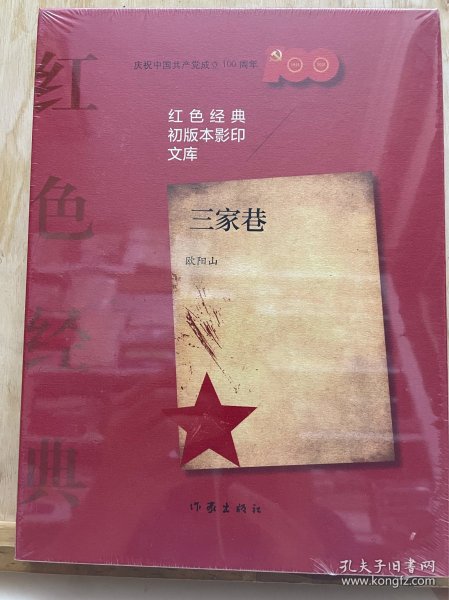 庆祝中国共产党成立100周年
100
红色经典
初版本影印
文库
三家巷
欧阳山
红色经典
作家出版社
孔夫子旧书网
www.kongfz.com